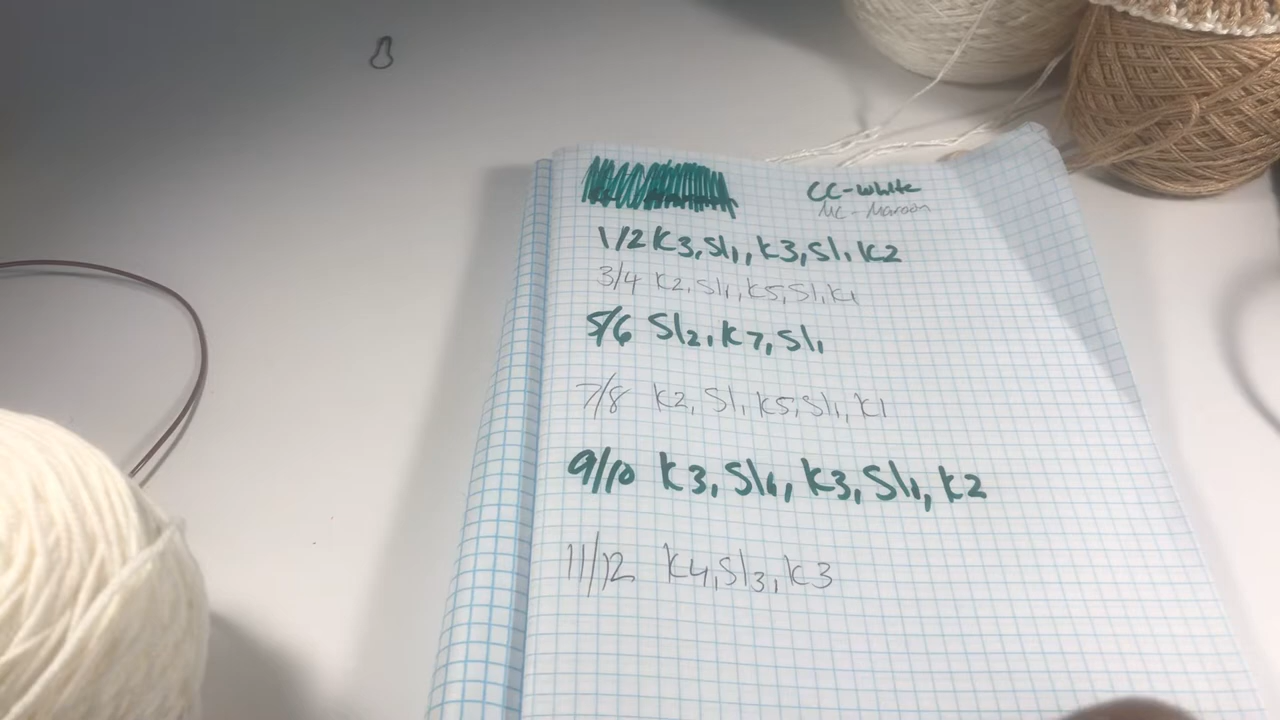 CC-White
MC-Maroon
1/2 K3, Sl1, K3, Sl1, K2
3/4 K2, Sl1, K5, Sl1, K1
5/6 Sl2, K7, Sl1
7/8 K2, Sl1, K5, Sl1, K1
9/10 K3, Sl1, K3, Sl1, K2
11/12 K4, Sl3, K3